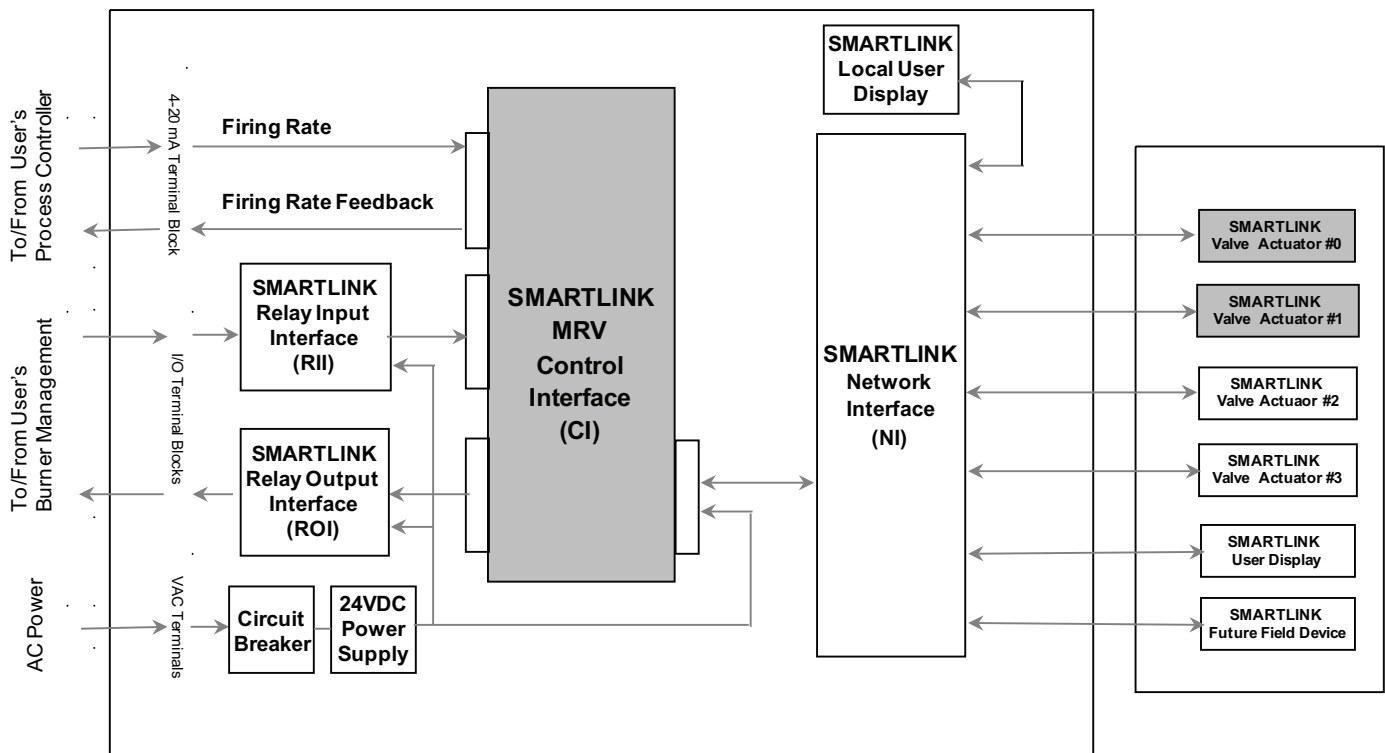 To/From User's
Process Controller
4-20 mA Terminal Block
Firing Rate
Firing Rate Feedback
To/From User's
Burner Management
I/O Terminal Blocks
SMARTLINK
Relay Input
Interface
(RII)
SMARTLINK
Relay Output
Interface
(ROI)
AC Power
VAC Terminals
Circuit
Breaker
24VDC
Power
Supply
SMARTLINK
MRV
Control
Interface
(CI)
SMARTLINK
Local User
Display
SMARTLINK
Network
Interface
(NI)
SMARTLINK
Valve Actuator #0
SMARTLINK
Valve Actuator #1
SMARTLINK
Valve Actuaor #2
SMARTLINK
Valve Actuator #3
SMARTLINK
User Display
SMARTLINK
Future Field Device